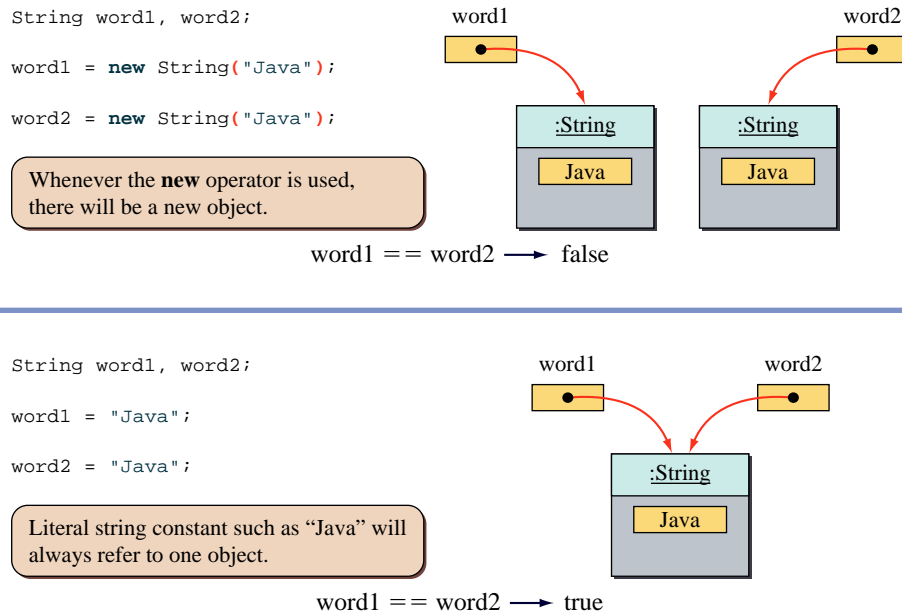 String word1, word2;
word1 word2
word1 = new String("Java");
word2 = new String("Java");
:String :String
Java Java
Whenever the new operator is used,
there will be a new object.
word1 == word2 → false
String word1, word2;
word1 word2
word1 = "Java";
word2 = "Java";
:String
Java
Literal string constant such as “Java” will
always refer to one object.
word1 == word2 → true